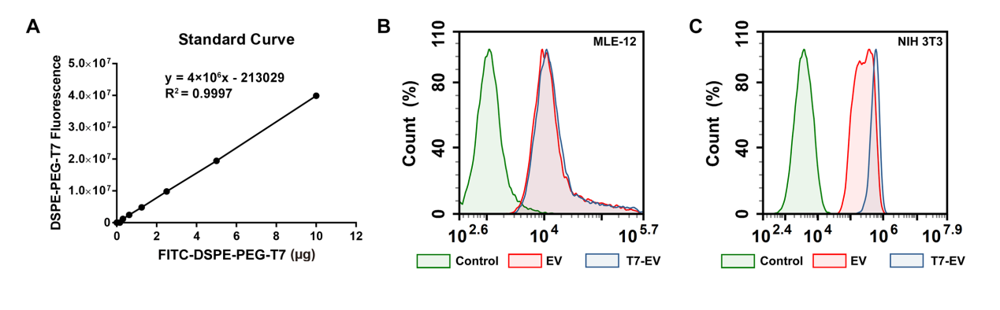 A
Standard Curve
DSPE-PEG-T7 Fluorescence
5.0×10⁷
4.0×10⁷
3.0×10⁷
2.0×10⁷
1.0×10⁷
0
y = 4×10⁶x - 213029
R² = 0.9997
0 2 4 6 8 10 12
FITC-DSPE-PEG-T7 (µg)
B
MLE-12
Count (%)
110
80
40
0
10^2.6 10^4 10^5.7
Control EV T7-EV
C
NIH 3T3
Count (%)
110
80
40
0
10^2.4 10^4 10^6 10^7.9
Control EV T7-EV